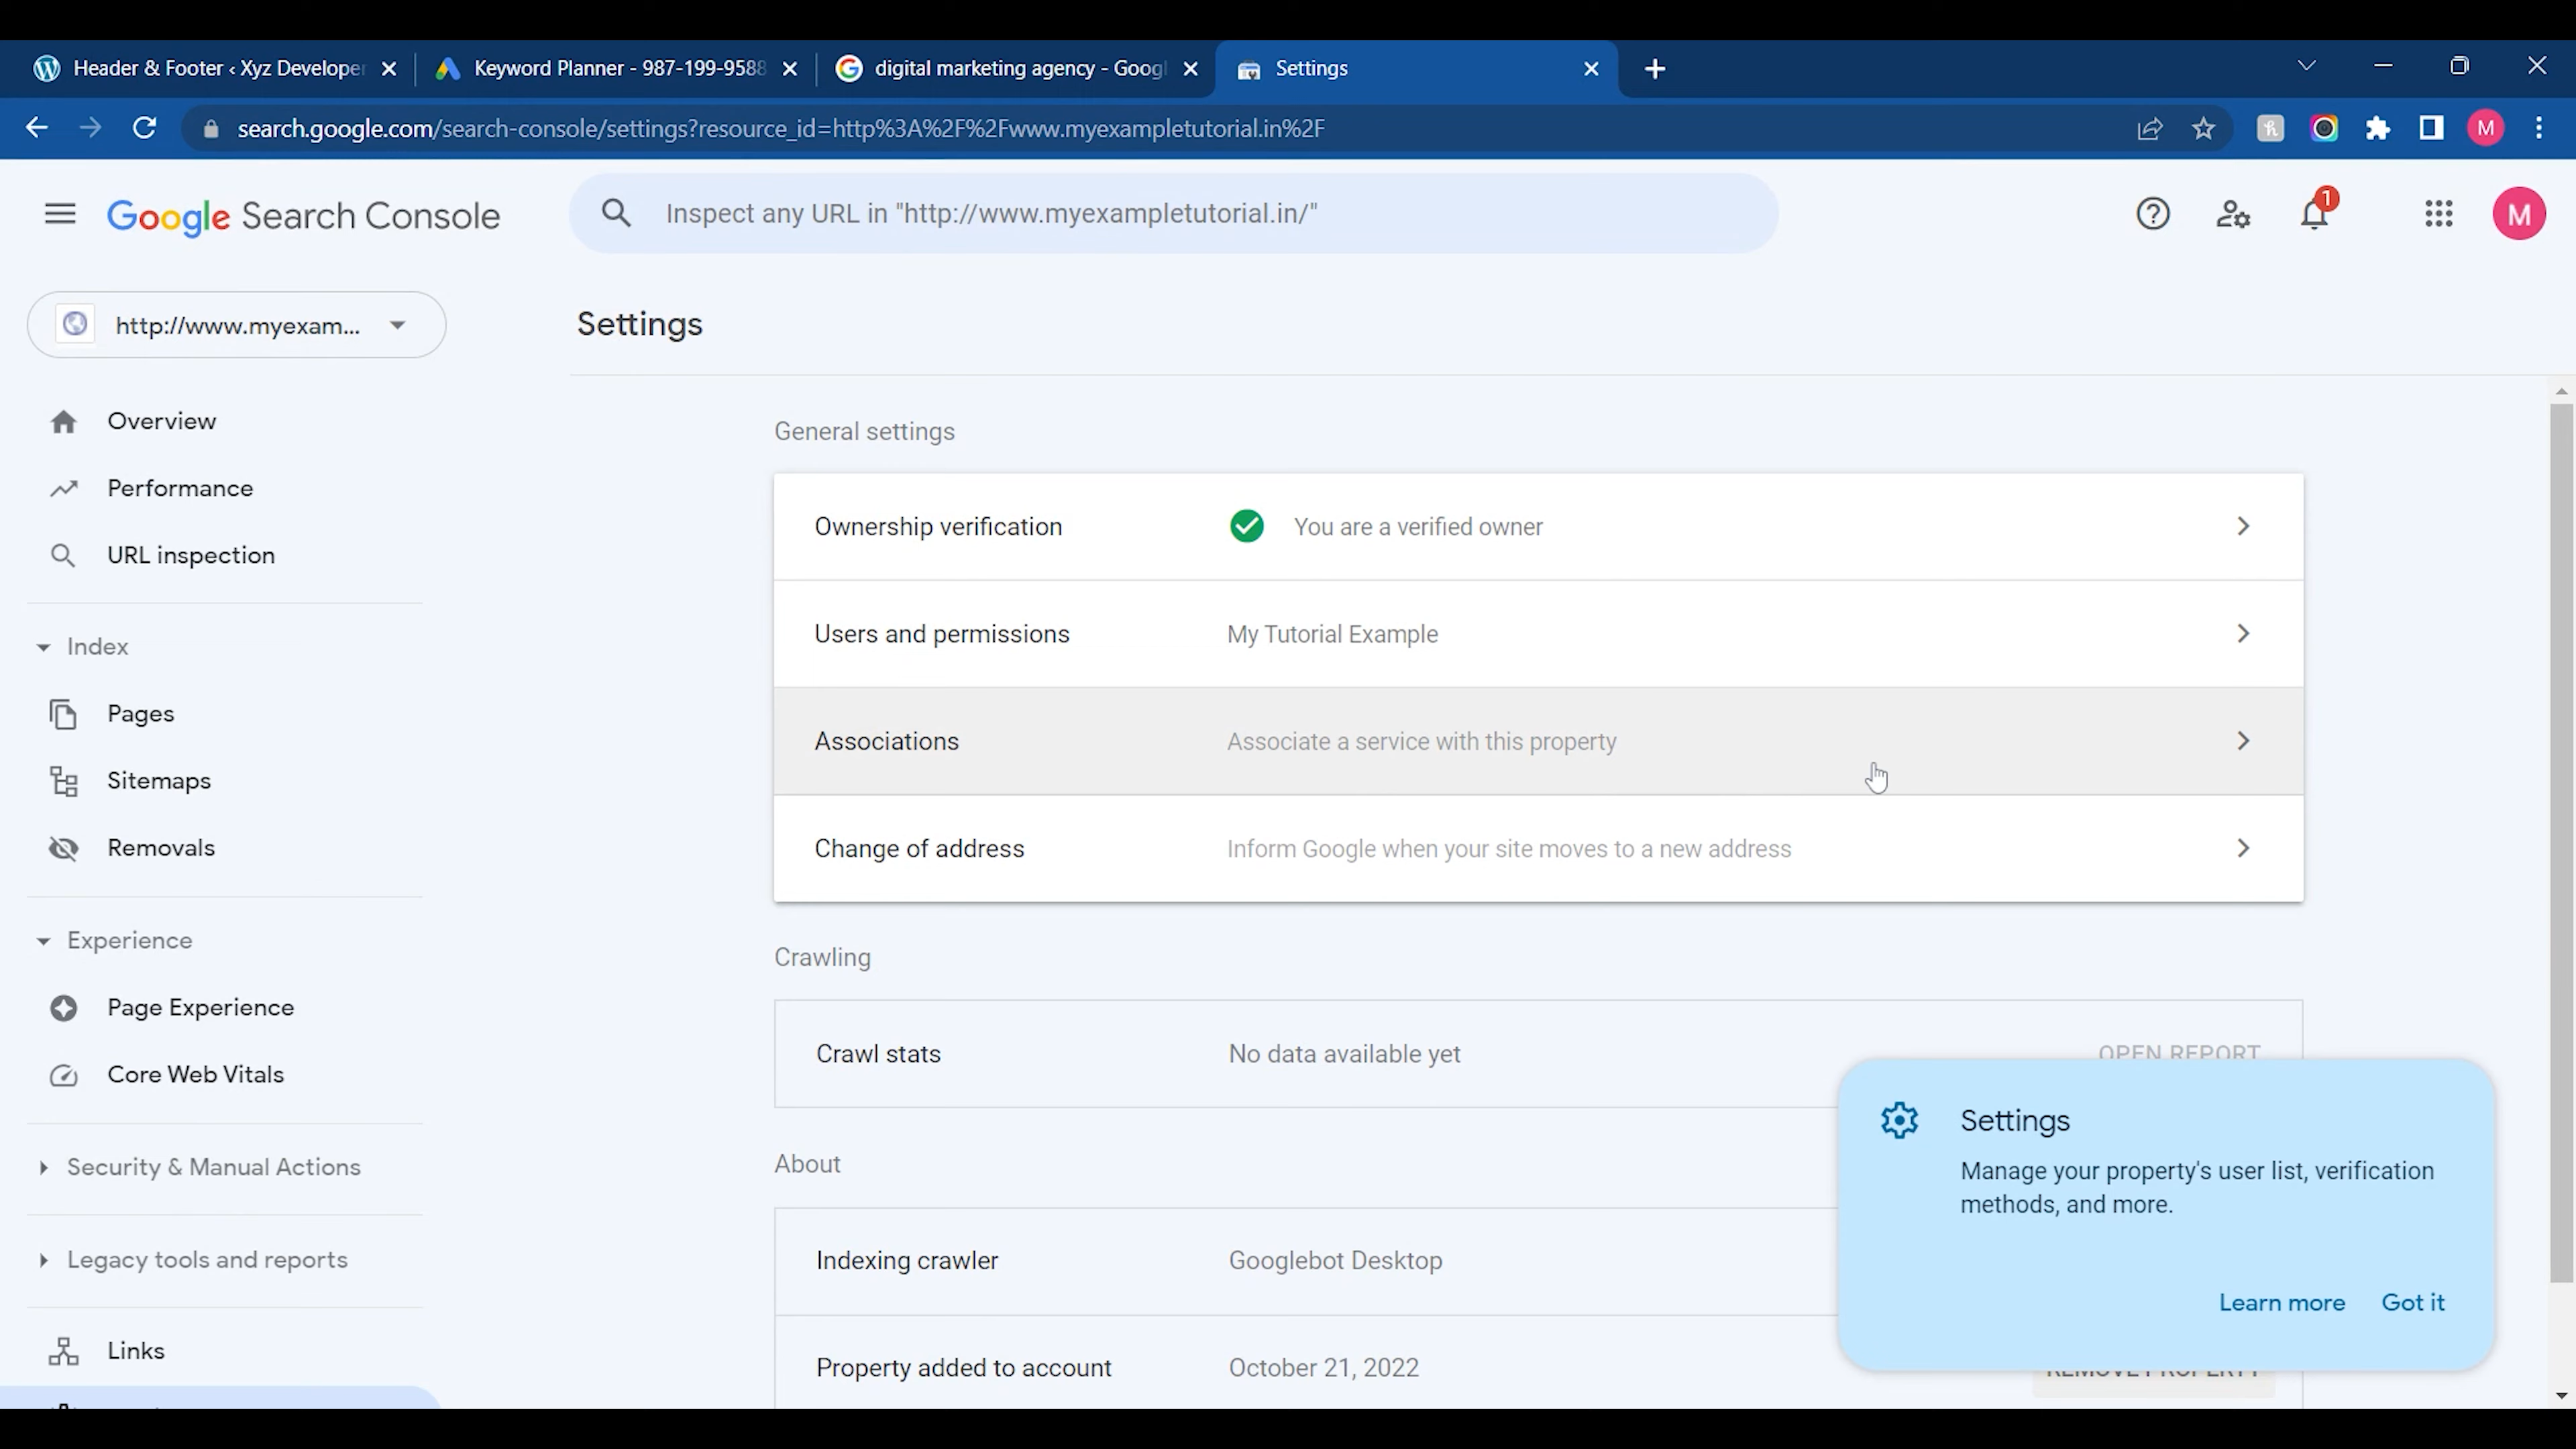 Header & Footer ‹ Xyz Developer
Keyword Planner - 987-199-9588
digital marketing agency - Googl
Settings
search.google.com/search-console/settings?resource_id=http%3A%2F%2Fwww.myexampletutorial.in%2F
M
Google Search Console
Inspect any URL in "http://www.myexampletutorial.in/"
1
M
http://www.myexam...
Settings
Overview
Performance
URL inspection
Index
Pages
Sitemaps
Removals
Experience
Page Experience
Core Web Vitals
Security & Manual Actions
Legacy tools and reports
Links
General settings
Ownership verification You are a verified owner
Users and permissions My Tutorial Example
Associations Associate a service with this property
Change of address Inform Google when your site moves to a new address
Crawling
Crawl stats No data available yet OPEN REPORT
About
Indexing crawler Googlebot Desktop
Property added to account October 21, 2022 REMOVE PROPERTY
Settings
Manage your property's user list, verification
methods, and more.
Learn more Got it